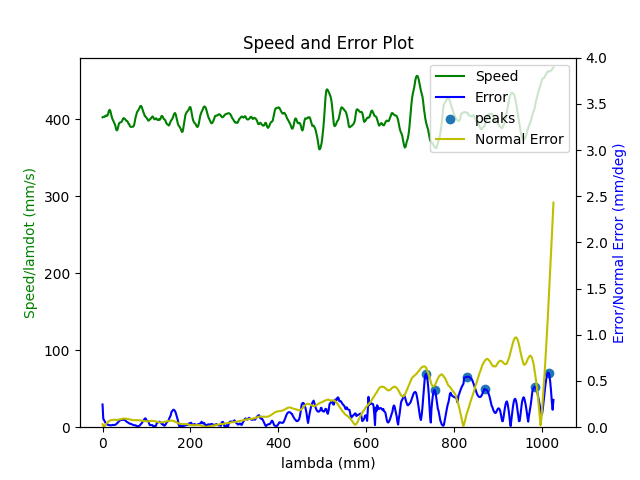 Speed and Error Plot
Speed
Error
peaks
Normal Error
Speed/lamdot (mm/s)
400
300
200
100
0
4.0
3.5
3.0
2.5
2.0
1.5
1.0
0.5
0.0
Error/Normal Error (mm/deg)
0 200 400 600 800 1000
lambda (mm)